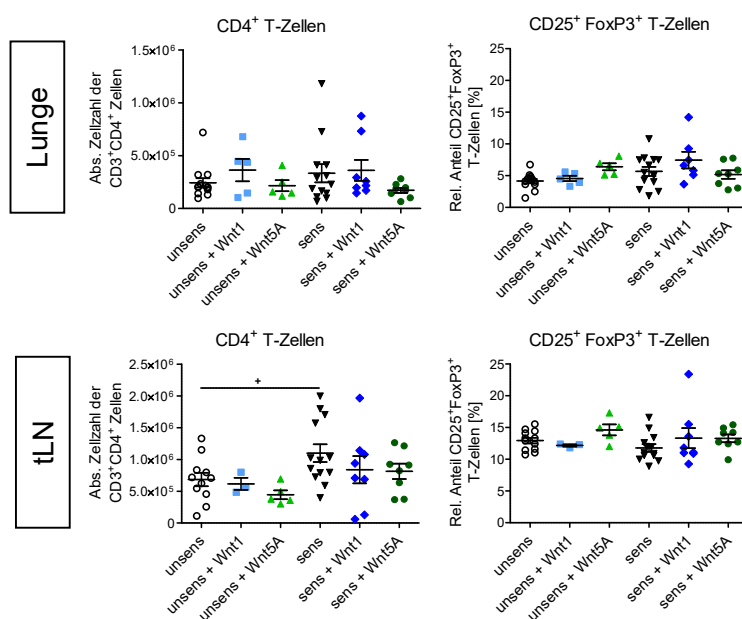 Lunge
CD4⁺ T-Zellen
Abs. Zellzahl der
CD3⁺CD4⁺ Zellen
1.5×10⁶
1.0×10⁶
5.0×10⁵
0
unsens
unsens + Wnt1
unsens + Wnt5A
sens
sens + Wnt1
sens + Wnt5A
CD25⁺ FoxP3⁺ T-Zellen
Rel. Anteil CD25⁺FoxP3⁺
T-Zellen [%]
25
20
15
10
5
0
unsens
unsens + Wnt1
unsens + Wnt5A
sens
sens + Wnt1
sens + Wnt5A
tLN
CD4⁺ T-Zellen
Abs. Zellzahl der
CD3⁺CD4⁺ Zellen
2.5×10⁶
2.0×10⁶
1.5×10⁶
1.0×10⁶
5.0×10⁵
0
+
unsens
unsens + Wnt1
unsens + Wnt5A
sens
sens + Wnt1
sens + Wnt5A
CD25⁺ FoxP3⁺ T-Zellen
Rel. Anteil CD25⁺FoxP3⁺
T-Zellen [%]
25
20
15
10
5
0
unsens
unsens + Wnt1
unsens + Wnt5A
sens
sens + Wnt1
sens + Wnt5A